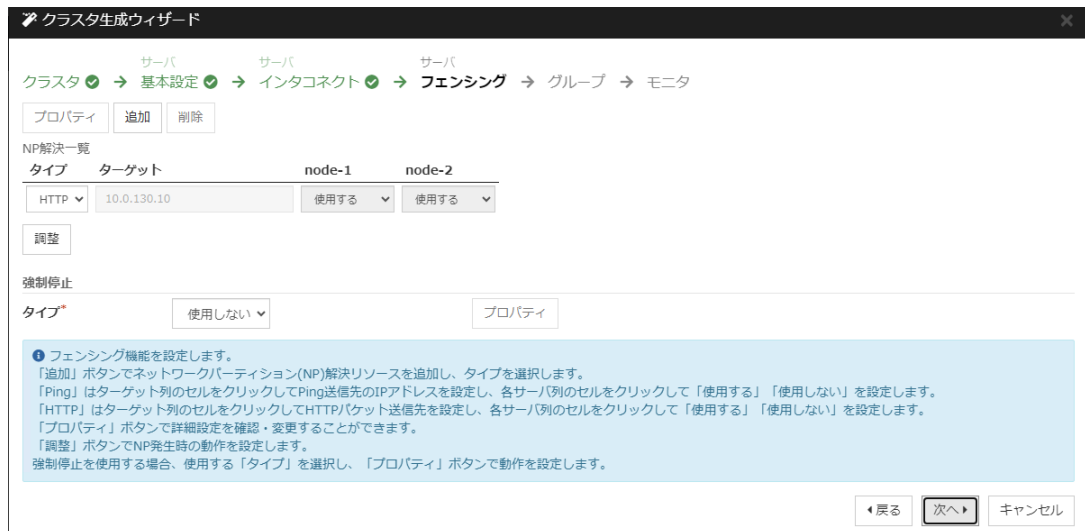 クラスタ生成ウィザード
サーバ サーバ サーバ
クラスタ → 基本設定 → インタコネクト → フェンシング → グループ → モニタ
プロパティ 追加 削除
NP解決一覧
タイプ ターゲット node-1 node-2
HTTP 10.0.130.10 使用する 使用する
調整
強制停止
タイプ* 使用しない プロパティ
フェンシング機能を設定します。
「追加」ボタンでネットワークパーティション(NP)解決リソースを追加し、タイプを選択します。
「Ping」はターゲット列のセルをクリックしてPing送信先のIPアドレスを設定し、各サーバ列のセルをクリックして「使用する」「使用しない」を設定します。
「HTTP」はターゲット列のセルをクリックしてHTTPパケット送信先を設定し、各サーバ列のセルをクリックして「使用する」「使用しない」を設定します。
「プロパティ」ボタンで詳細設定を確認・変更することができます。
「調整」ボタンでNP発生時の動作を設定します。
強制停止を使用する場合、使用する「タイプ」を選択し、「プロパティ」ボタンで動作を設定します。
戻る 次へ キャンセル